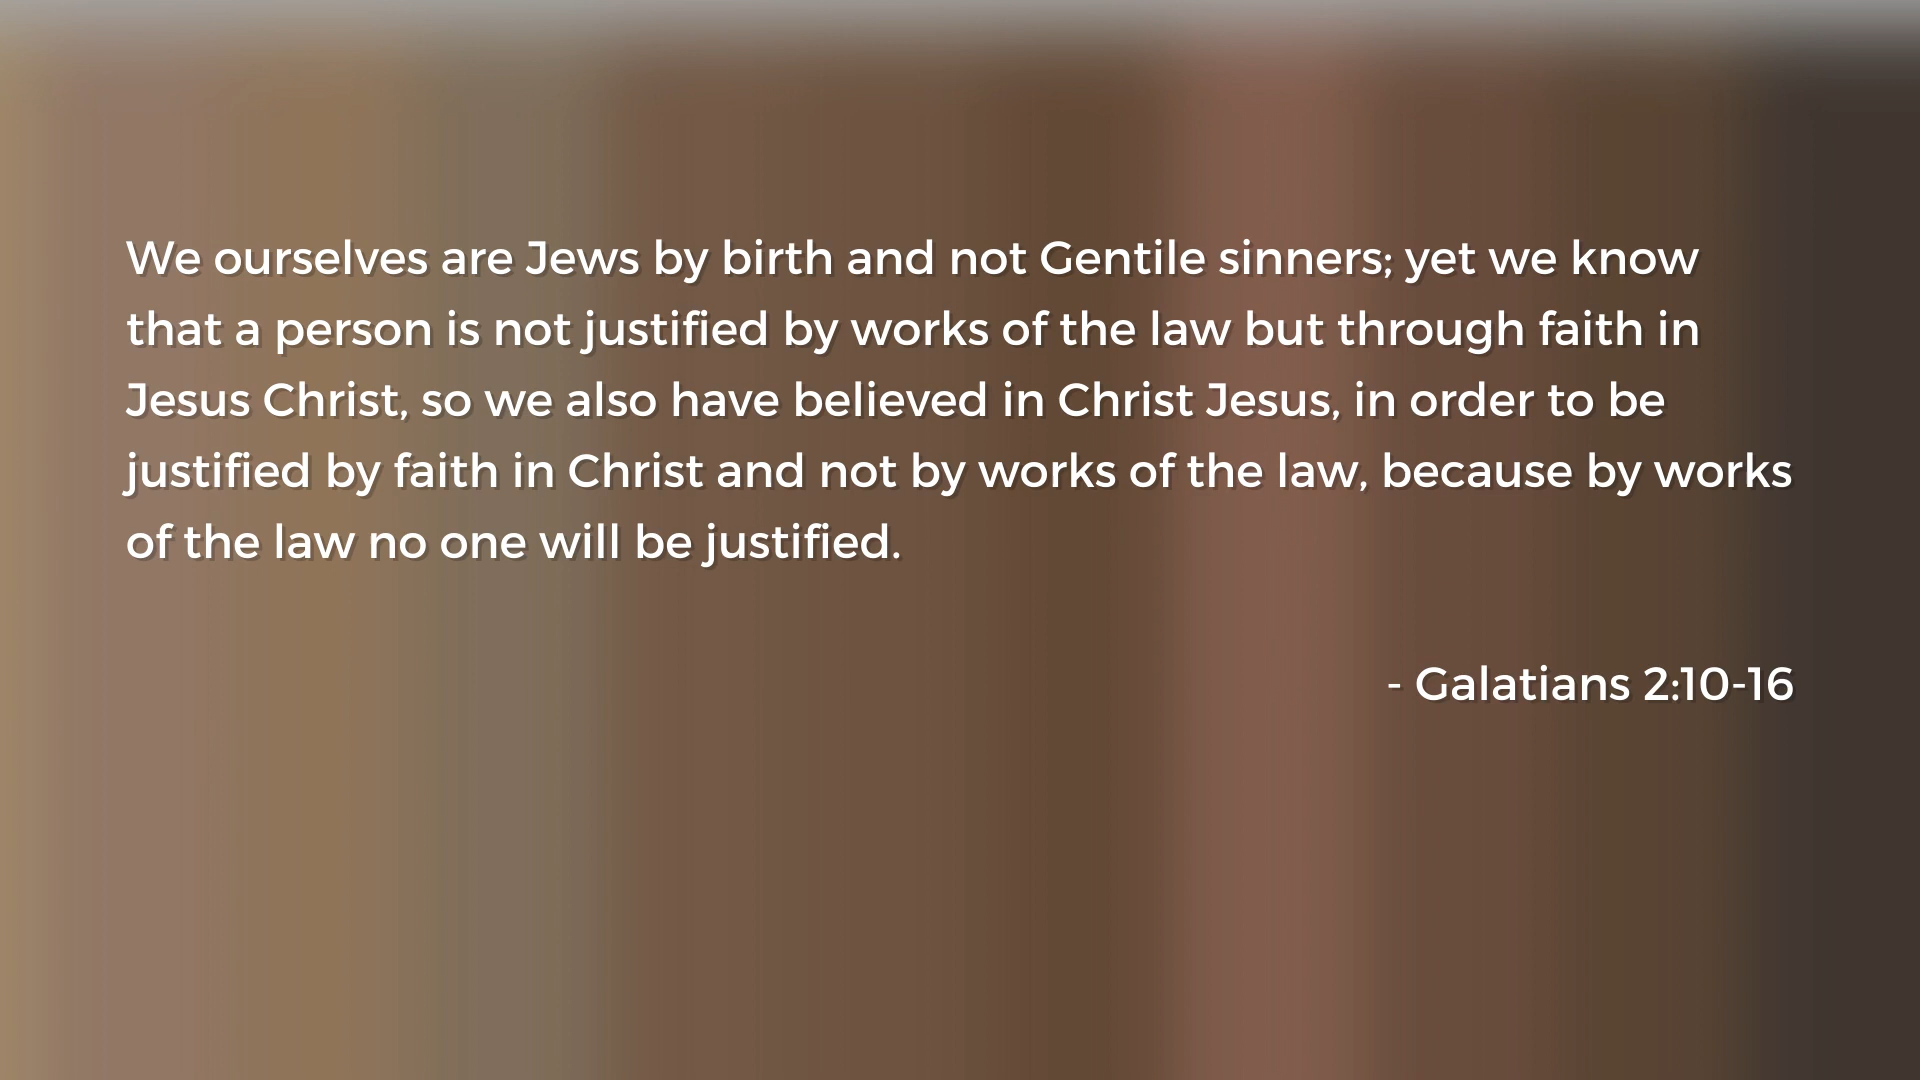 We ourselves are Jews by birth and not Gentile sinners; yet we know
that a person is not justified by works of the law but through faith in
Jesus Christ, so we also have believed in Christ Jesus, in order to be
justified by faith in Christ and not by works of the law, because by works
of the law no one will be justified.
- Galatians 2:10-16